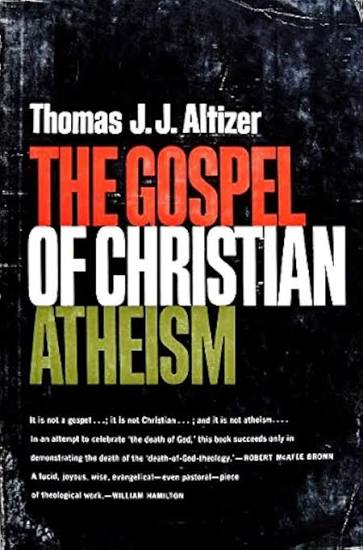 Thomas J. J. Altizer
THE GOSPEL
OF CHRISTIAN
ATHEISM
It is not a gospel . . .; it is not Christian . . . ; and it is not atheism. . . .
In an attempt to celebrate 'the death of God,' this book succeeds only in
demonstrating the death of the 'death-of-God-theology.'—ROBERT McAFEE BROWN
A lucid, joyous, wise, evangelical—even pastoral—piece
of theological work.—WILLIAM HAMILTON